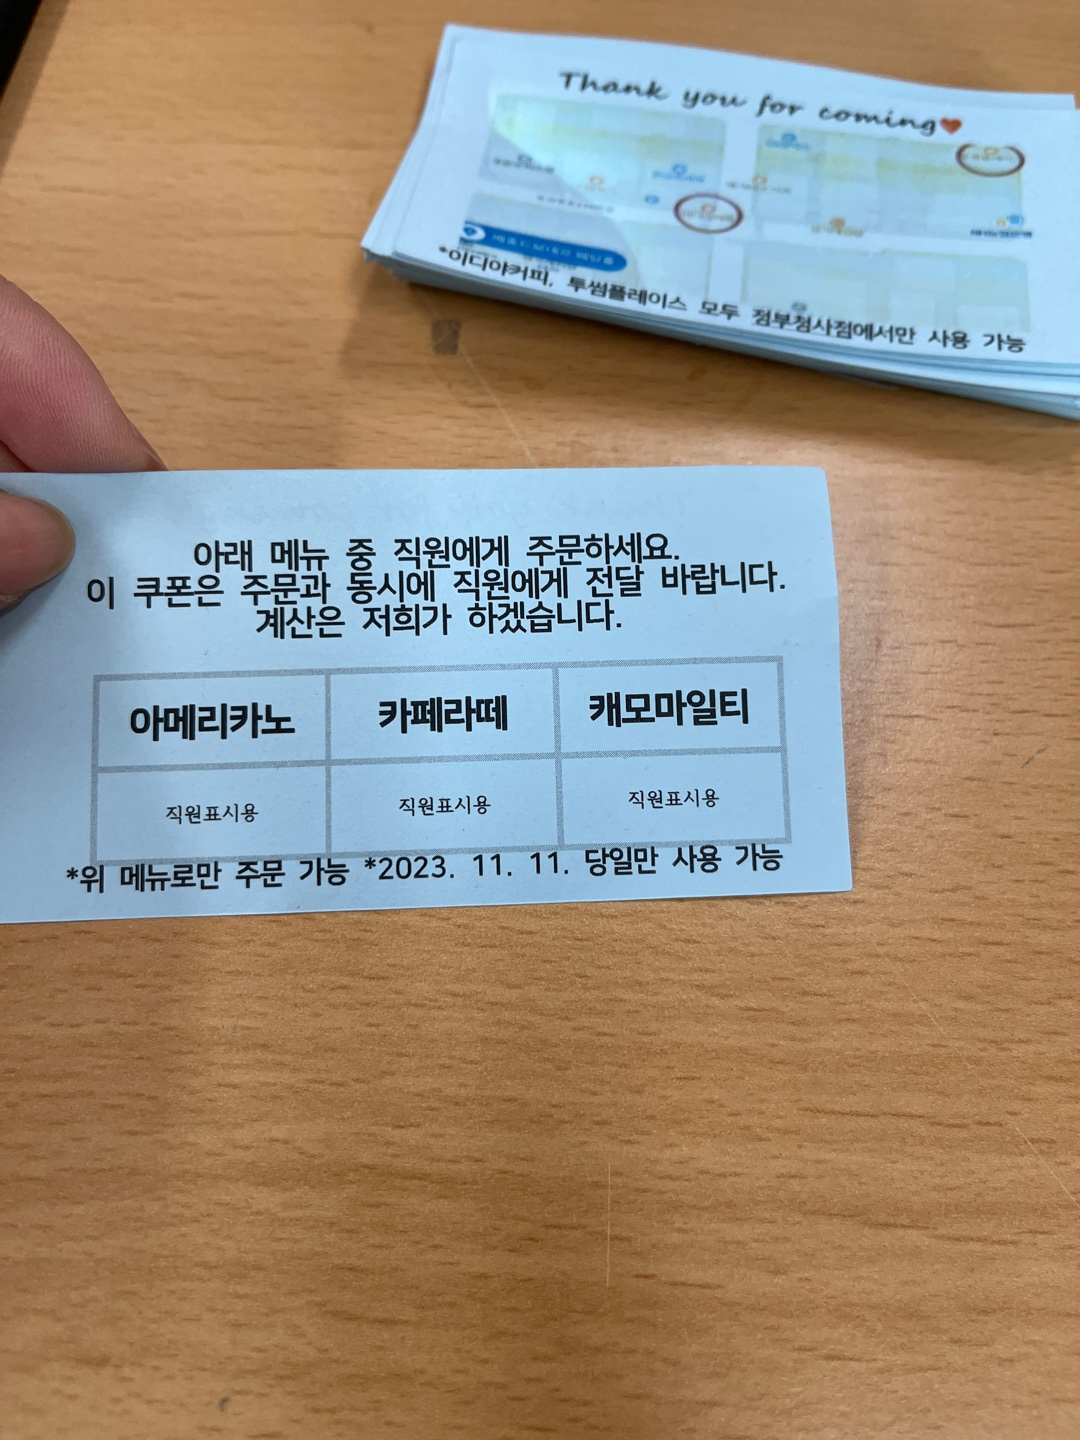 Thank you for coming♥
*이디야커피, 투썸플레이스 모두 정부청사점에서만 사용 가능
아래 메뉴 중 직원에게 주문하세요.
이 쿠폰은 주문과 동시에 직원에게 전달 바랍니다.
계산은 저희가 하겠습니다.
아메리카노 카페라떼 캐모마일티
직원표시용 직원표시용 직원표시용
*위 메뉴로만 주문 가능 *2023. 11. 11. 당일만 사용 가능